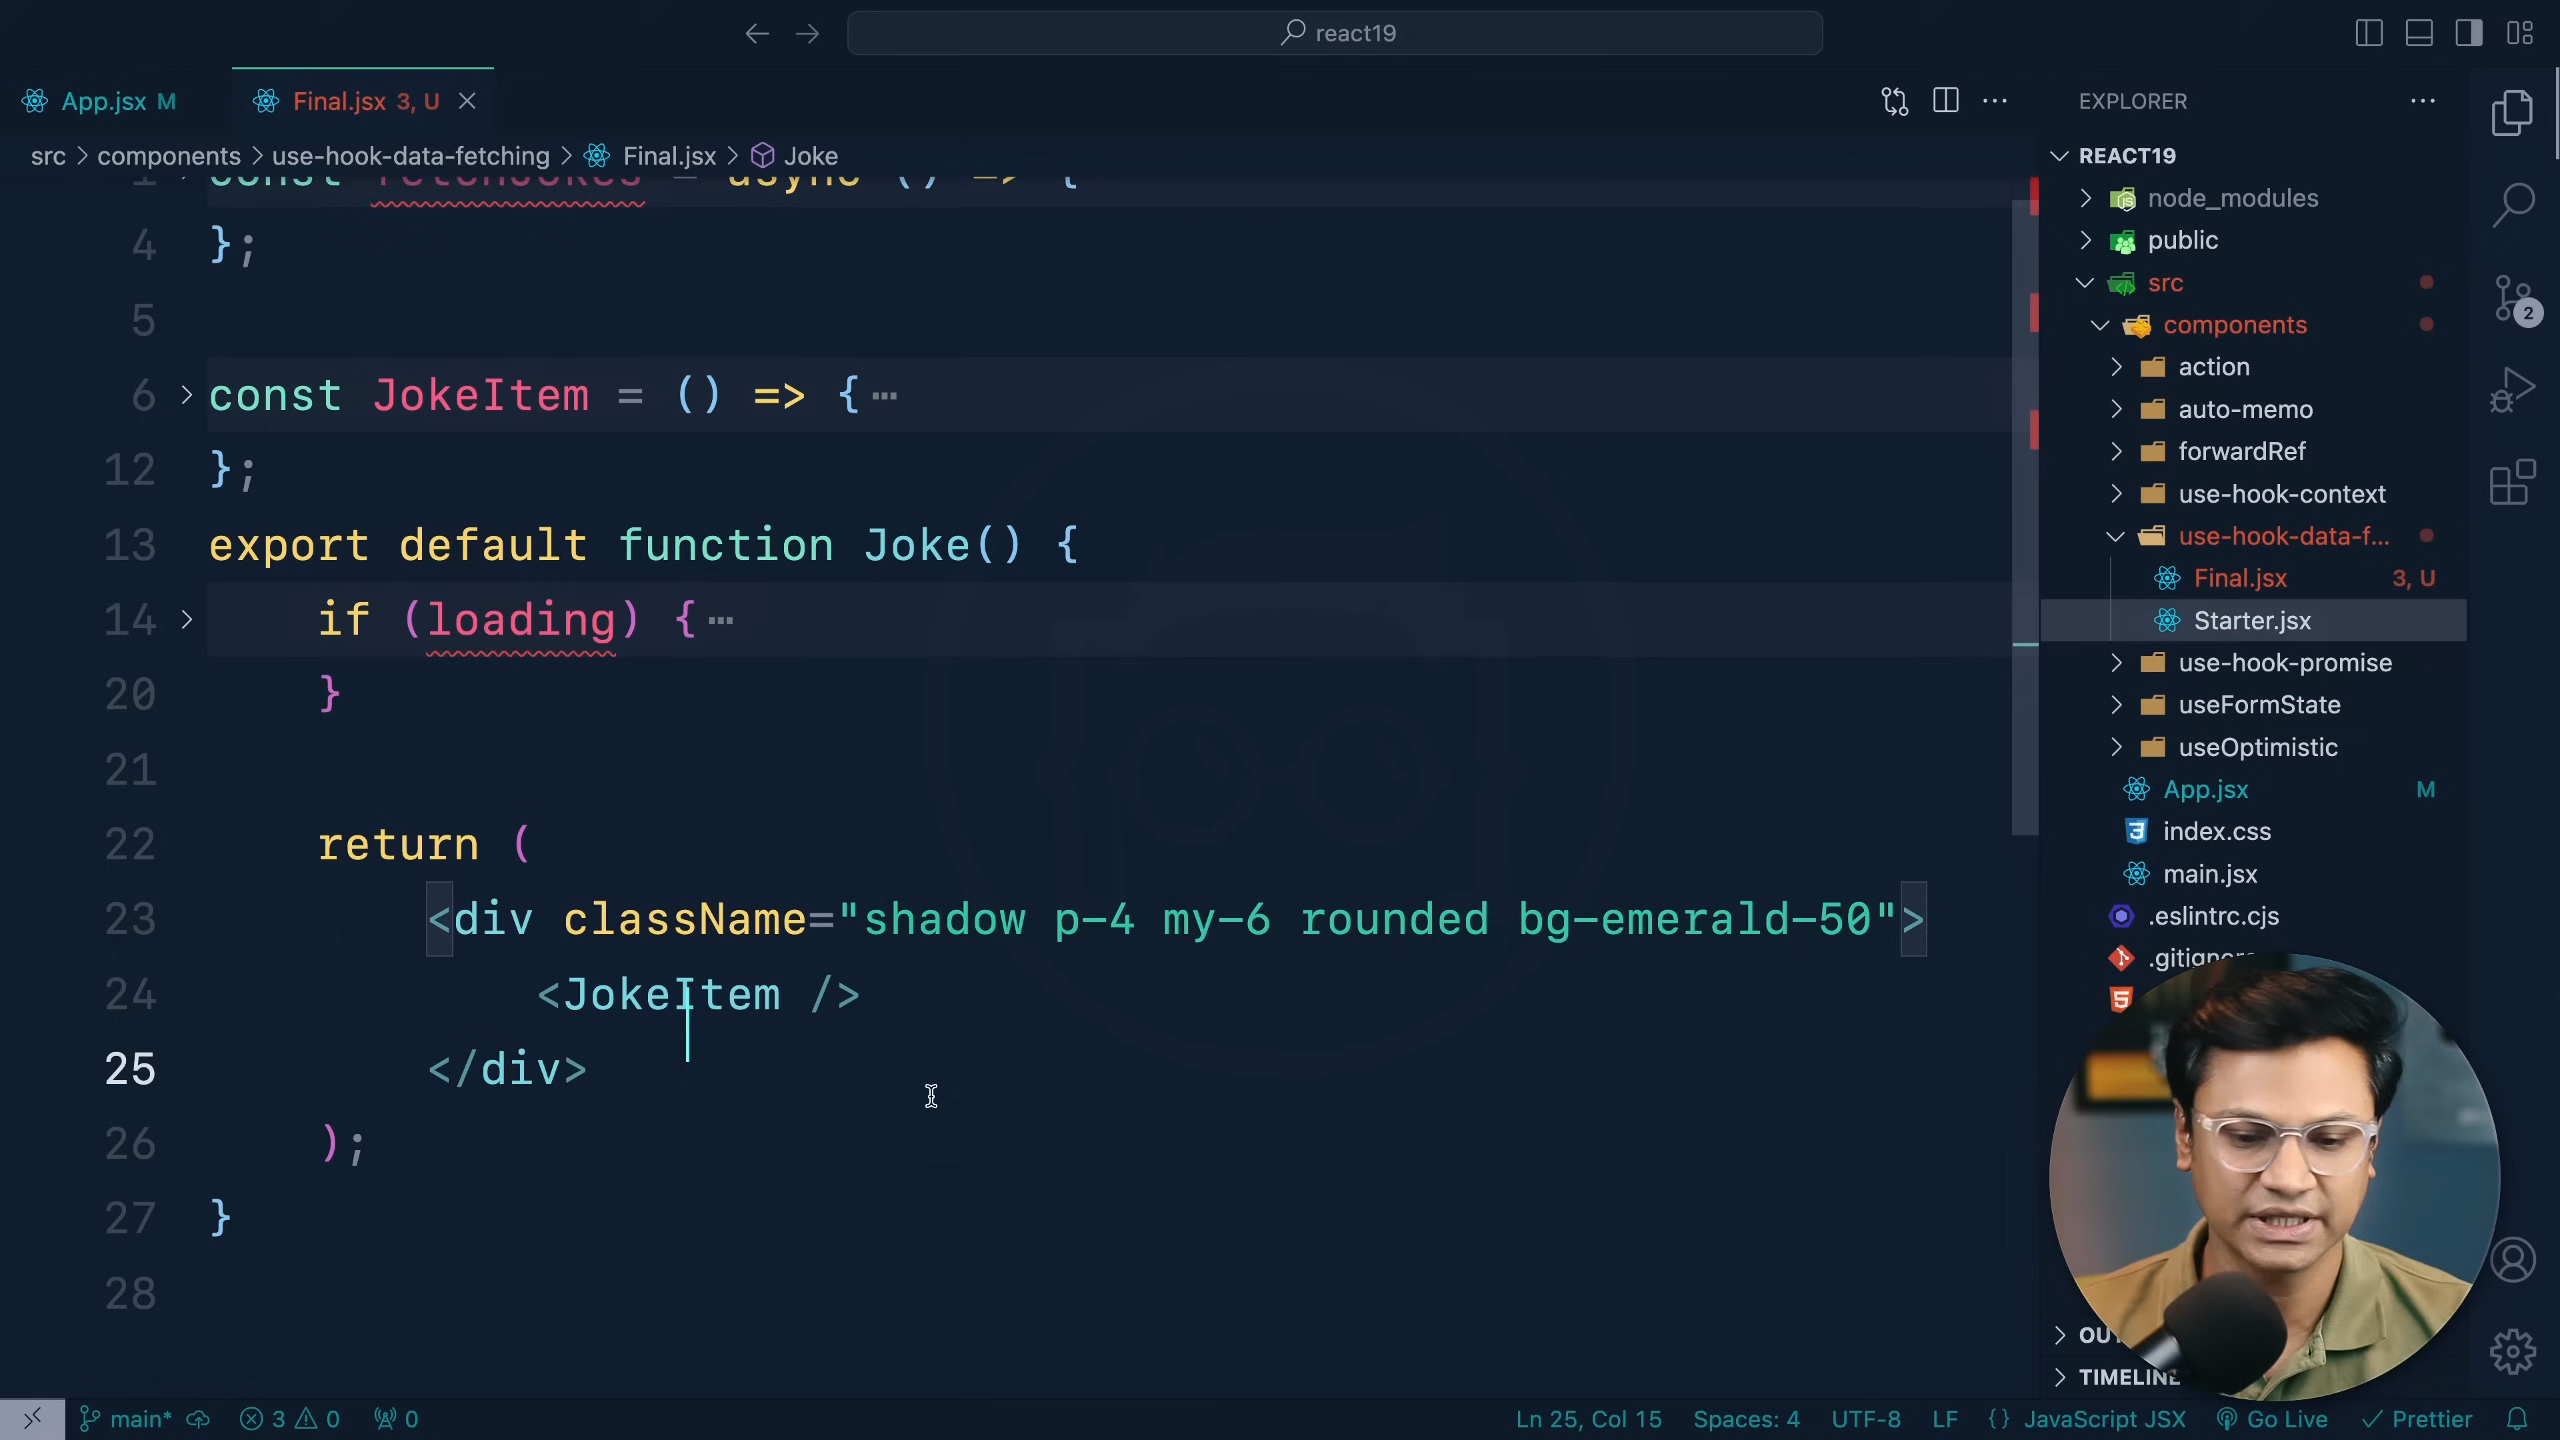 react19
App.jsx M
Final.jsx 3, U
src > components > use-hook-data-fetching > Final.jsx > Joke
EXPLORER
1 const fetchJokes = async () => {
4 };
5
6 const JokeItem = () => {···
12 };
13 export default function Joke() {
14 if (loading) {···
20 }
21
22 return (
23 <div className="shadow p-4 my-6 rounded bg-emerald-50">
24 <JokeItem />
25 </div>
26 );
27 }
28
REACT19
node_modules
public
src
components
action
auto-memo
forwardRef
use-hook-context
use-hook-data-f...
Final.jsx 3, U
Starter.jsx
use-hook-promise
useFormState
useOptimistic
App.jsx M
index.css
main.jsx
.eslintrc.cjs
TIMELINE
2
main* 3 0 0
Ln 25, Col 15 Spaces: 4 UTF-8 LF {} JavaScript JSX Go Live Prettier